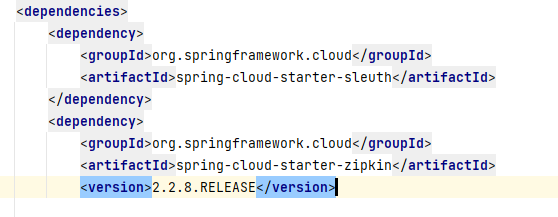 <dependencies>
<dependency>
<groupId>org.springframework.cloud</groupId>
<artifactId>spring-cloud-starter-sleuth</artifactId>
</dependency>
<dependency>
<groupId>org.springframework.cloud</groupId>
<artifactId>spring-cloud-starter-zipkin</artifactId>
<version>2.2.8.RELEASE</version>